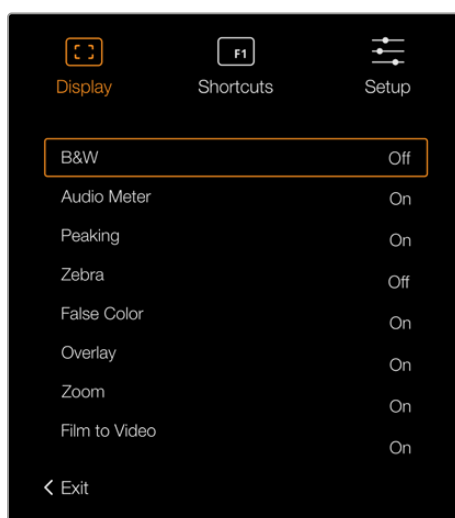 F1
Display Shortcuts Setup
B&W Off
Audio Meter On
Peaking On
Zebra Off
False Color On
Overlay On
Zoom On
Film to Video On
Exit